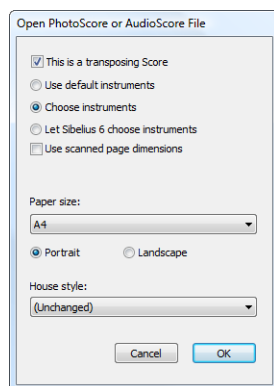 Open PhotoScore or AudioScore File
This is a transposing Score
Use default instruments
Choose instruments
Let Sibelius 6 choose instruments
Use scanned page dimensions
Paper size:
A4
Portrait Landscape
House style:
(Unchanged)
Cancel OK